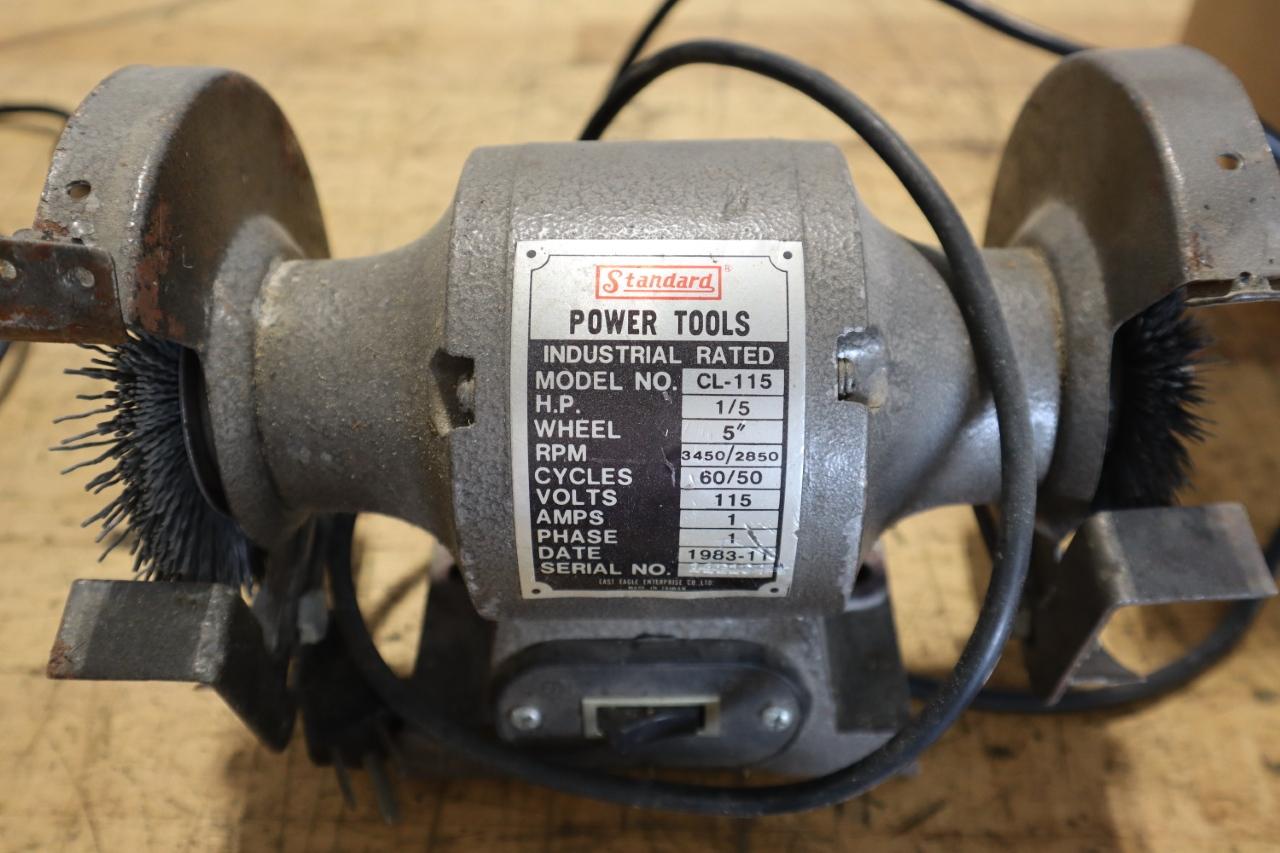 Standard®
POWER TOOLS
INDUSTRIAL RATED
MODEL NO. CL-115
H.P. 1/5
WHEEL 5"
RPM 3450/2850
CYCLES 60/50
VOLTS 115
AMPS 1
PHASE 1
DATE 1983-11
SERIAL NO.
EAST EAGLE ENTERPRISE CO., LTD.
MADE IN TAIWAN